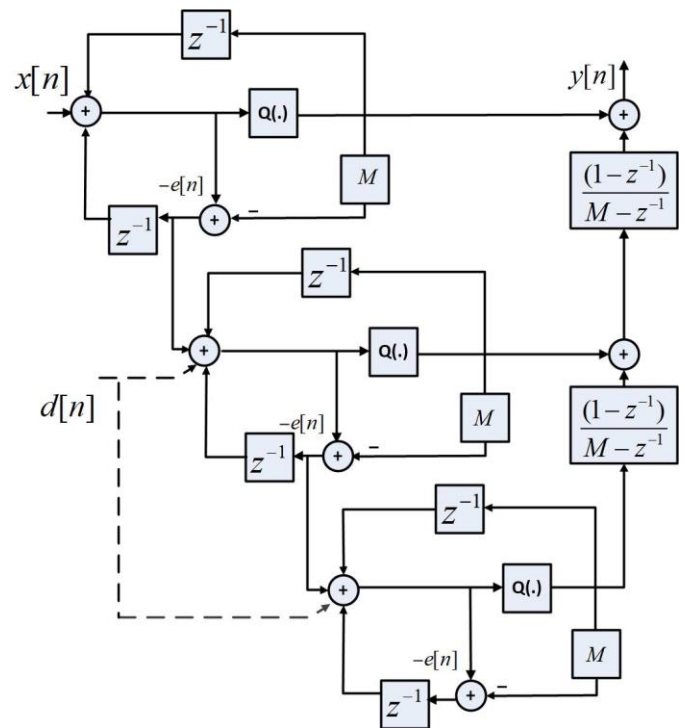 z⁻¹
x[n]
y[n]
+
Q(.)
+
(1 − z⁻¹)
M − z⁻¹
M
−e[n]
z⁻¹
+
−
z⁻¹
+
Q(.)
+
d[n]
(1 − z⁻¹)
M − z⁻¹
M
−e[n]
z⁻¹
+
−
z⁻¹
+
Q(.)
M
−e[n]
z⁻¹
+
−